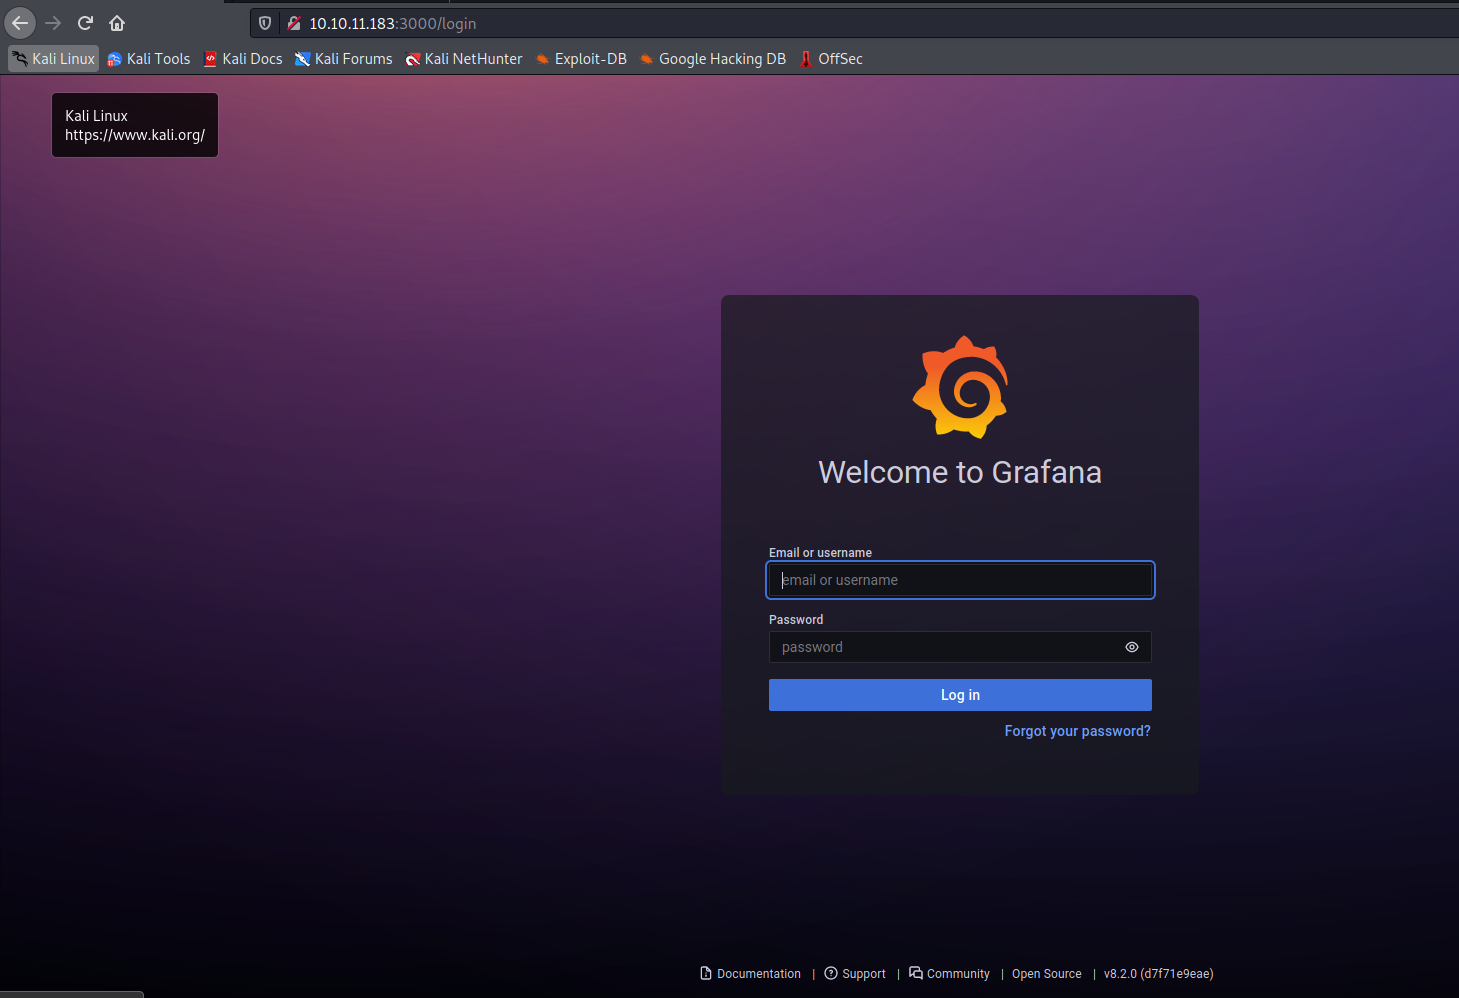 10.10.11.183:3000/login
Kali Linux Kali Tools Kali Docs Kali Forums Kali NetHunter Exploit-DB Google Hacking DB OffSec
Kali Linux
https://www.kali.org/
Welcome to Grafana
Email or username
email or username
Password
password
Log in
Forgot your password?
Documentation | Support | Community | Open Source | v8.2.0 (d7f71e9eae)